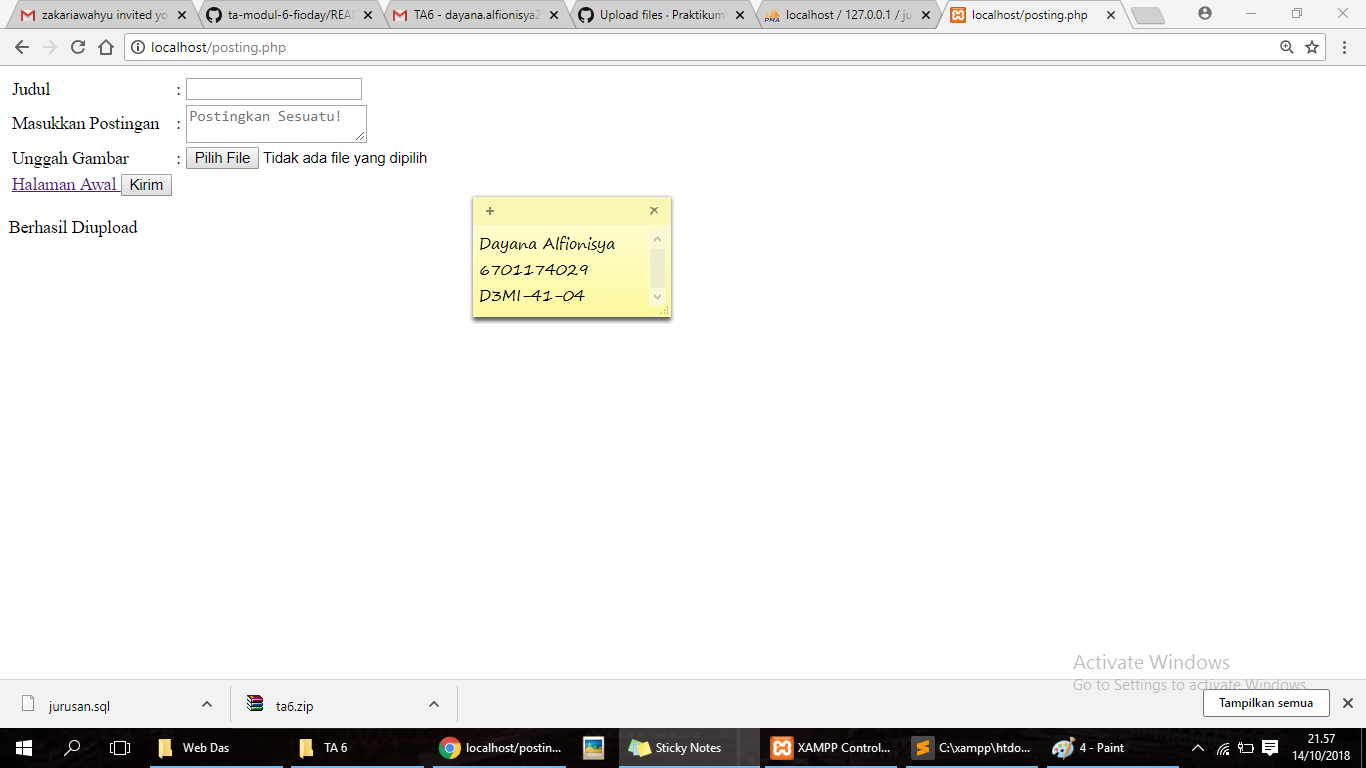 zakariawahyu invited yo
ta-modul-6-fioday/REA
TA6 - dayana.alfionisya2
Upload files · Praktikum
localhost / 127.0.0.1 / ju
localhost/posting.php
localhost/posting.php
Judul :
Masukkan Postingan : Postingkan Sesuatu!
Unggah Gambar : Pilih File Tidak ada file yang dipilih
Halaman Awal Kirim
Berhasil Diupload
Dayana Alfionisya
6701174029
D3MI-41-04
Activate Windows
Go to Settings to activate Windows.
jurusan.sql
ta6.zip
Tampilkan semua
Web Das
TA 6
localhost/postin...
Sticky Notes
XAMPP Control...
C:\xampp\htdo...
4 - Paint
21.57
14/10/2018